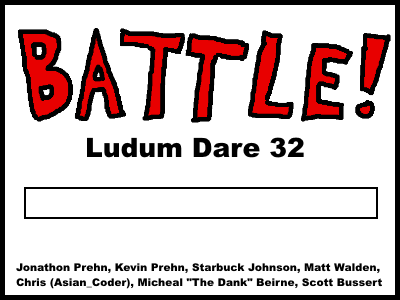 BATTLE!
Ludum Dare 32
Jonathon Prehn, Kevin Prehn, Starbuck Johnson, Matt Walden,
Chris (Asian_Coder), Micheal "The Dank" Beirne, Scott Bussert